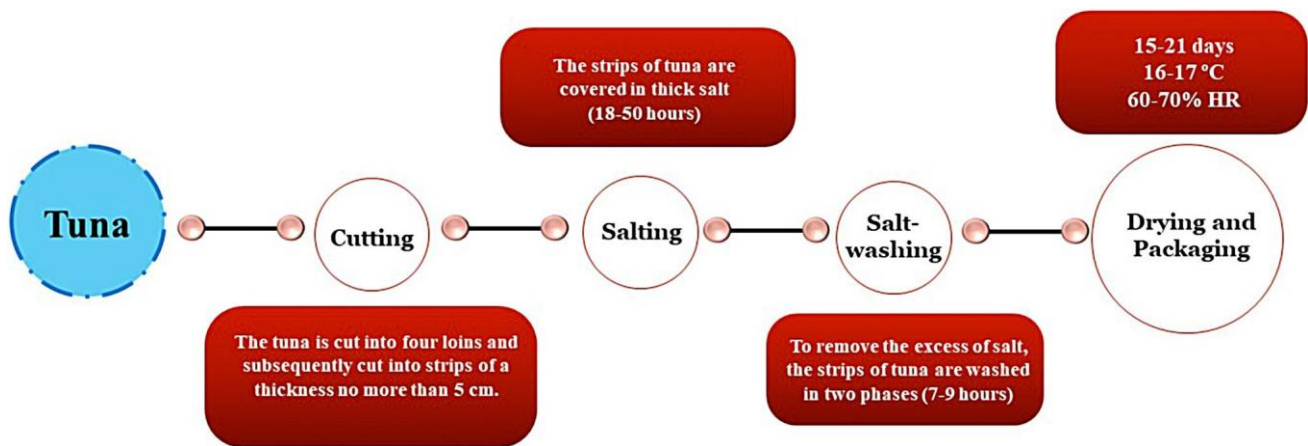 Tuna
Cutting
The tuna is cut into four loins and
subsequently cut into strips of a
thickness no more than 5 cm.
The strips of tuna are
covered in thick salt
(18-50 hours)
Salting
Salt-
washing
To remove the excess of salt,
the strips of tuna are washed
in two phases (7-9 hours)
15-21 days
16-17 ºC
60-70% HR
Drying and
Packaging